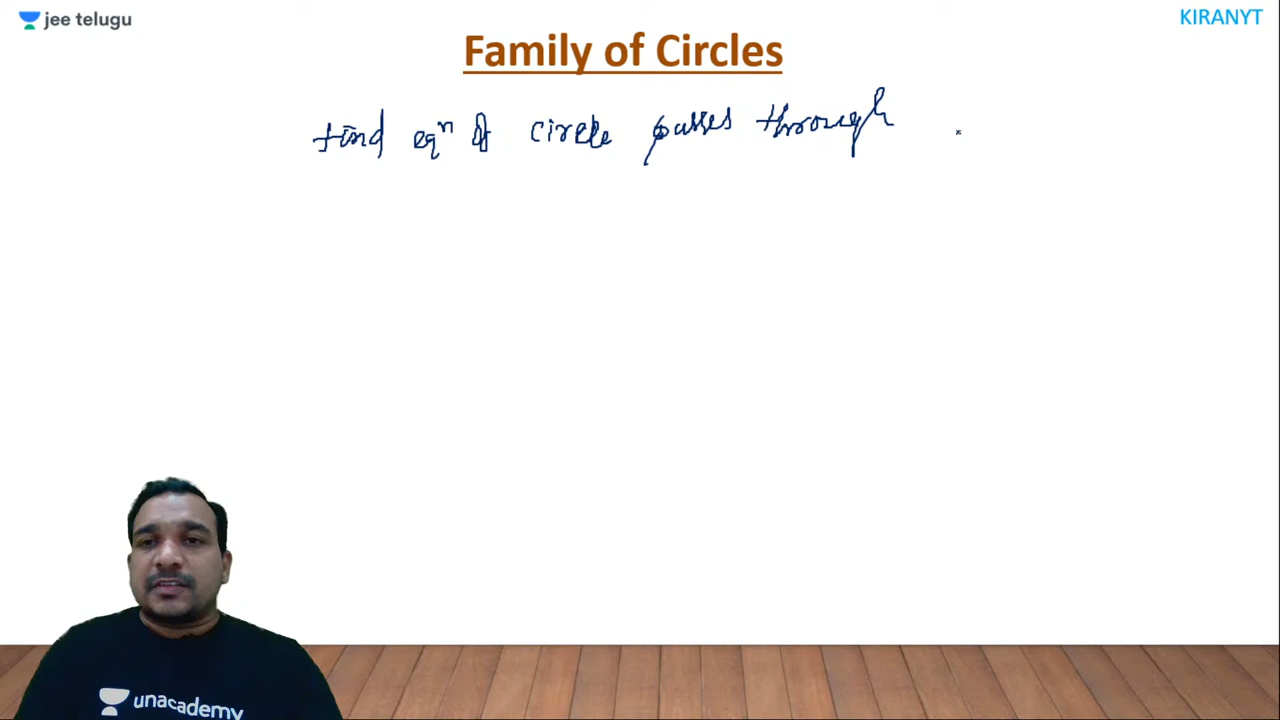 jee telugu
KIRANYT
Family of Circles
Find eqn of circle passes through
unacademy